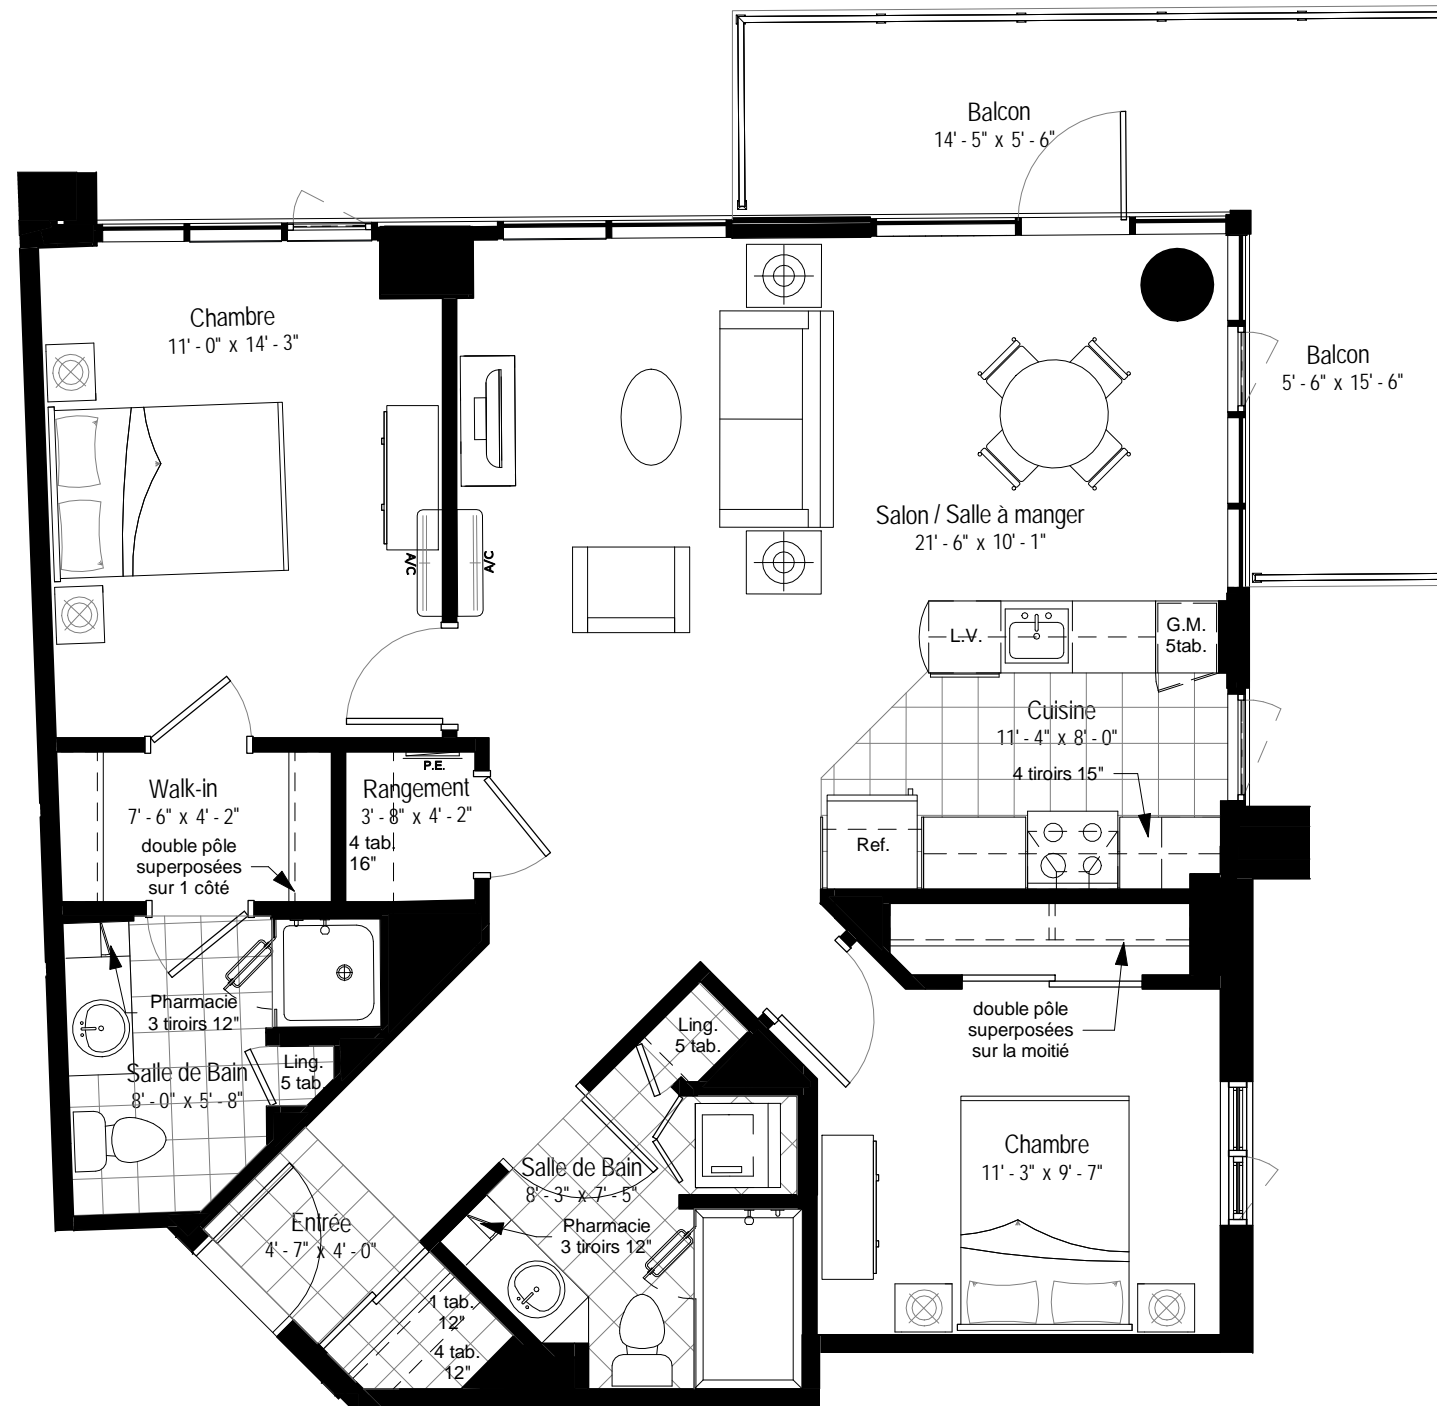 Balcon
14' - 5" x 5' - 6"
Chambre
11' - 0" x 14' - 3"
Balcon
5' - 6" x 15' - 6"
Salon / Salle à manger
21' - 6" x 10' - 1"
A/C
A/C
L.V.
G.M.
5tab.
Cuisine
11' - 4" x 8' - 0"
4 tiroirs 15"
P.E.
Walk-in
7' - 6" x 4' - 2"
double pôle
superposées
sur 1 côté
Rangement
3' - 8" x 4' - 2"
4 tab.
16"
Ref.
Pharmacie
3 tiroirs 12"
Ling.
5 tab.
Salle de Bain
8' - 0" x 5' - 8"
Ling.
5 tab.
double pôle
superposées
sur la moitié
Chambre
11' - 3" x 9' - 7"
Salle de Bain
8' - 3" x 7' - 5"
Pharmacie
3 tiroirs 12"
Entrée
4' - 7" x 4' - 0"
1 tab.
12"
4 tab.
12"